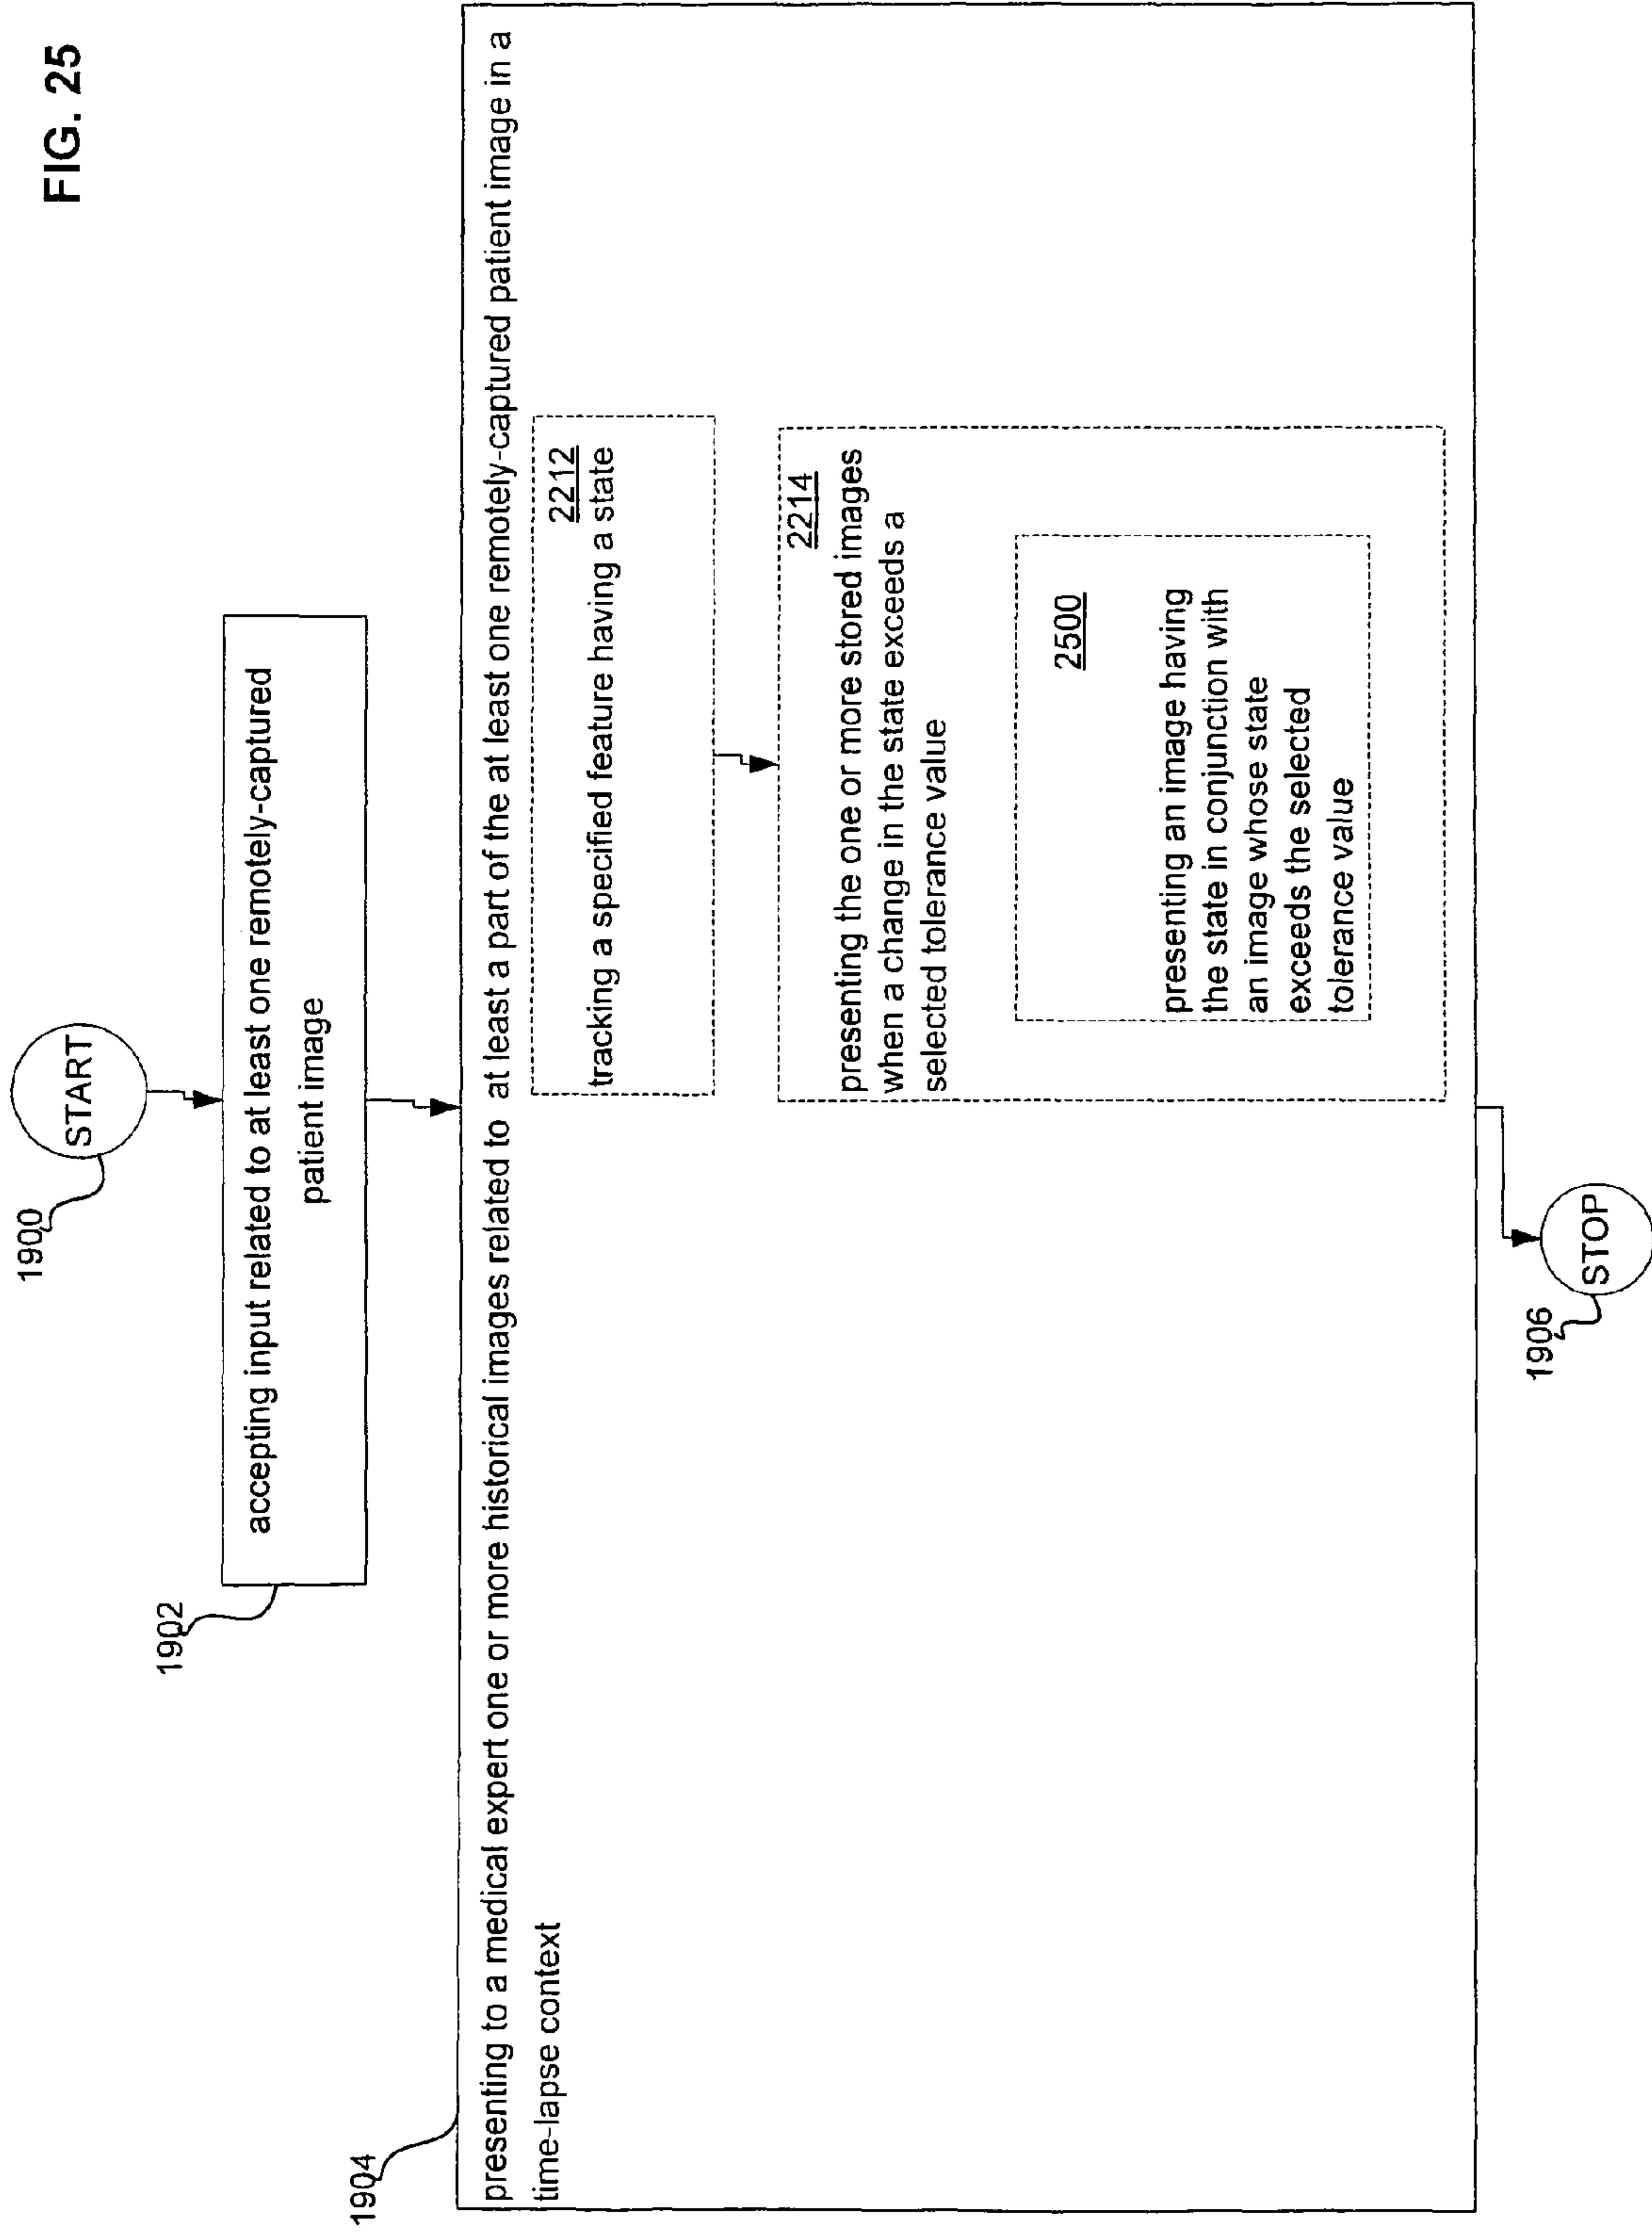 FIG. 25
1900
START
1902
accepting input related to at least one remotely-captured
patient image
1904
presenting to a medical expert one or more historical images related to at least a part of the at least one remotely-captured patient image in a
time-lapse context
2212
tracking a specified feature having a state
2214
presenting the one or more stored images
when a change in the state exceeds a
selected tolerance value
2500
presenting an image having
the state in conjunction with
an image whose state
exceeds the selected
tolerance value
1906
STOP